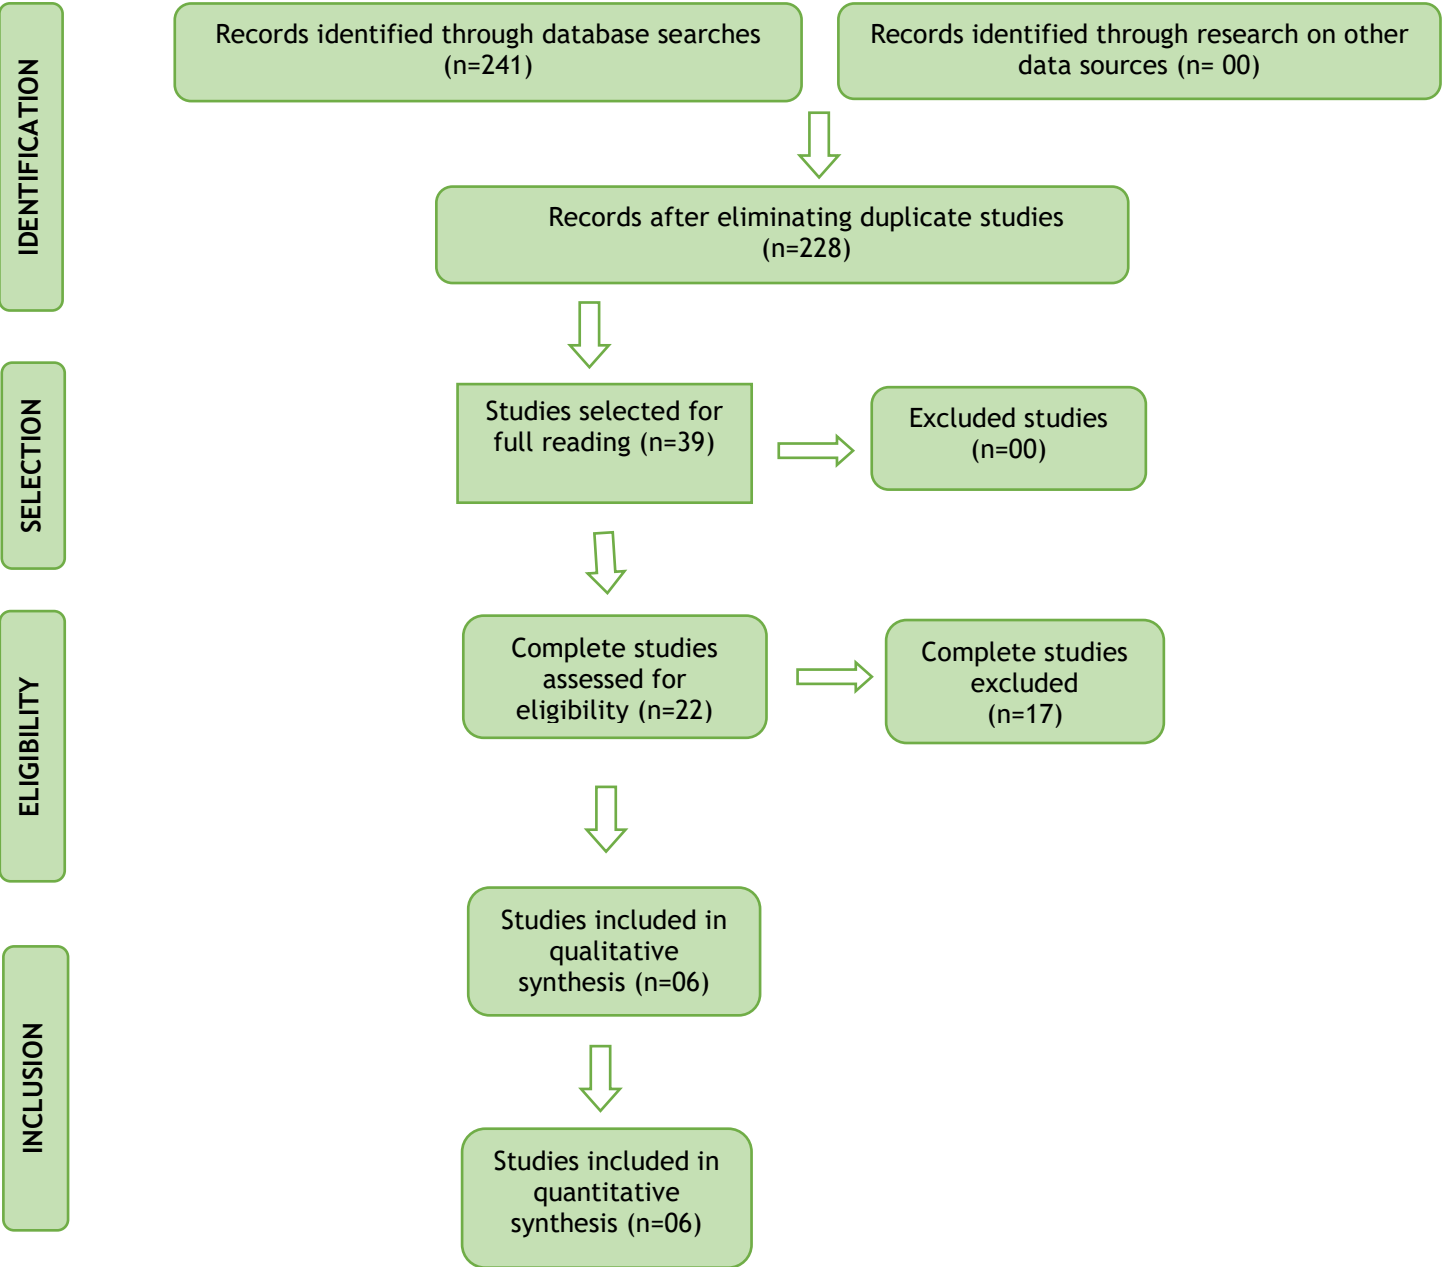 IDENTIFICATION
Records identified through database searches
(n=241)
Records identified through research on other
data sources (n= 00)
Records after eliminating duplicate studies
(n=228)
SELECTION
Studies selected for
full reading (n=39)
Excluded studies
(n=00)
ELIGIBILITY
Complete studies
assessed for
eligibility (n=22)
Complete studies
excluded
(n=17)
INCLUSION
Studies included in
qualitative
synthesis (n=06)
Studies included in
quantitative
synthesis (n=06)